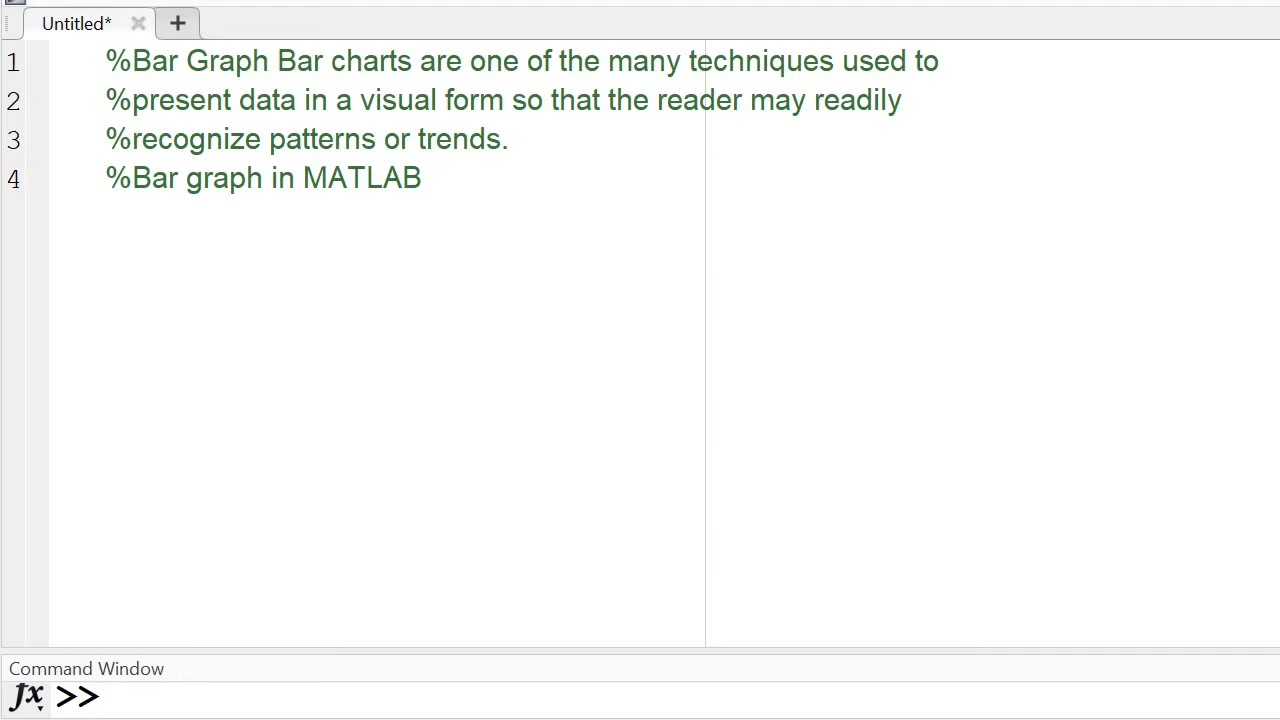 Untitled*
1 %Bar Graph Bar charts are one of the many techniques used to
2 %present data in a visual form so that the reader may readily
3 %recognize patterns or trends.
4 %Bar graph in MATLAB
Command Window
fx >>